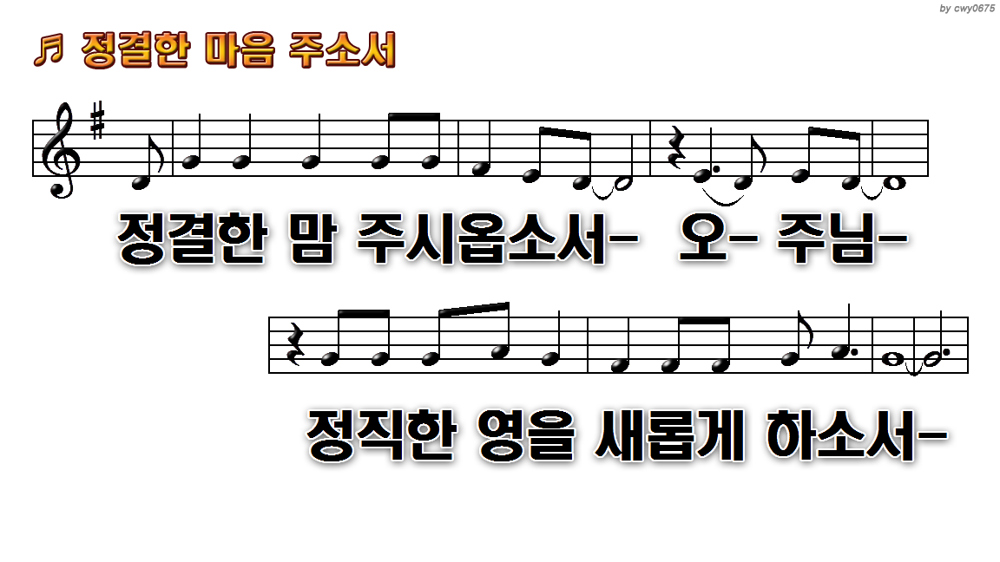 by cwy0675
♬ 정결한 마음 주소서
정결한 맘 주시옵소서- 오- 주님-
정직한 영을 새롭게 하소서-